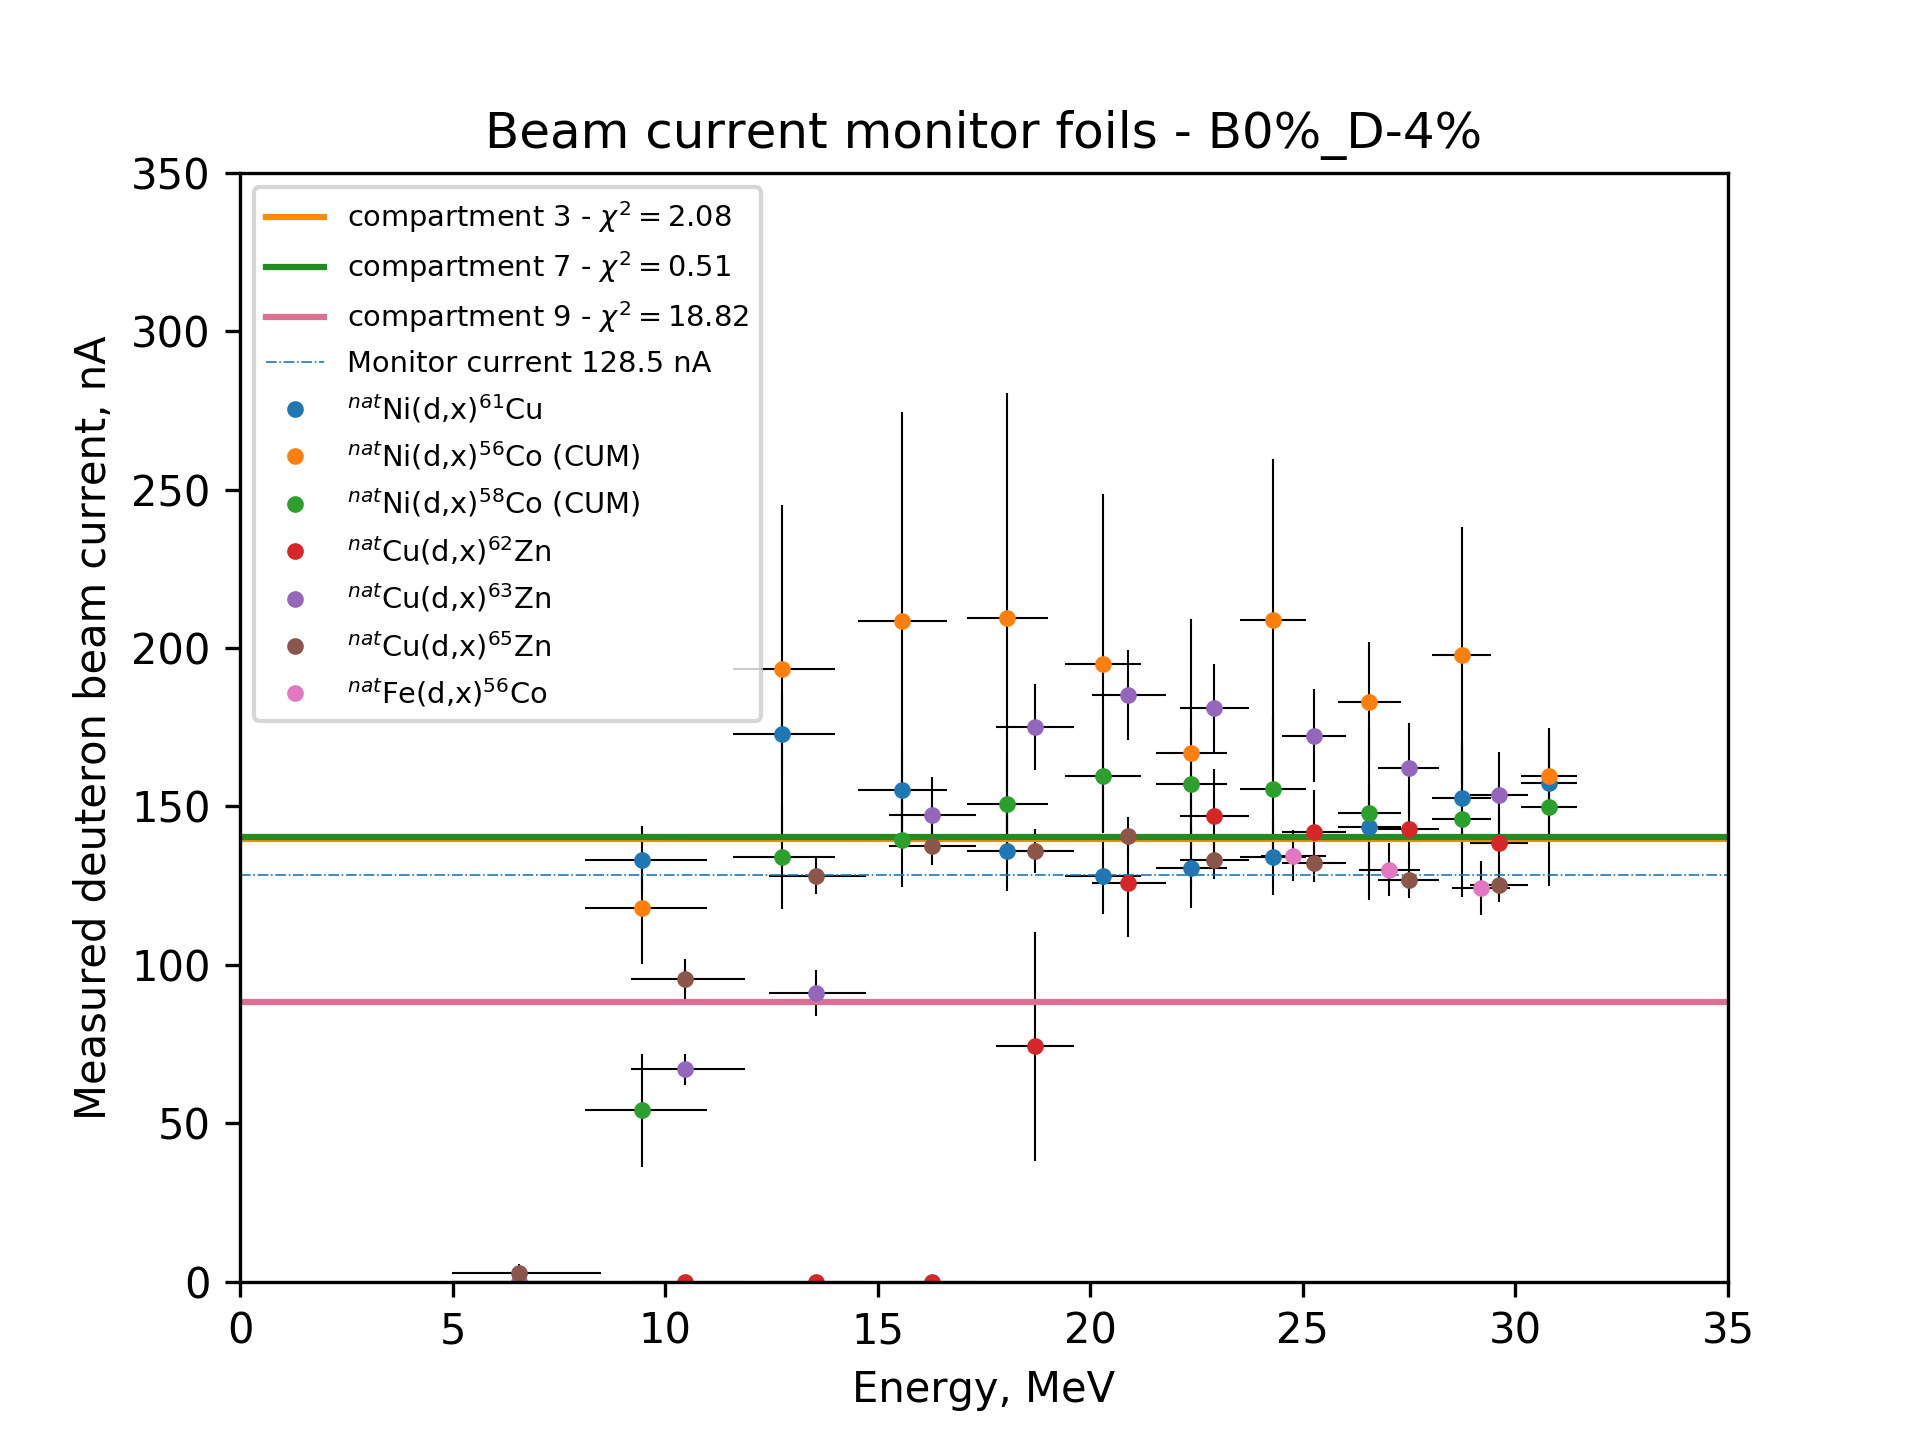 Beam current monitor foils - B0%_D-4%
350
300
250
200
150
100
50
0
Measured deuteron beam current, nA
compartment 3 - χ² = 2.08
compartment 7 - χ² = 0.51
compartment 9 - χ² = 18.82
Monitor current 128.5 nA
ⁿᵃᵗNi(d,x)⁶¹Cu
ⁿᵃᵗNi(d,x)⁵⁶Co (CUM)
ⁿᵃᵗNi(d,x)⁵⁸Co (CUM)
ⁿᵃᵗCu(d,x)⁶²Zn
ⁿᵃᵗCu(d,x)⁶³Zn
ⁿᵃᵗCu(d,x)⁶⁵Zn
ⁿᵃᵗFe(d,x)⁵⁶Co
0 5 10 15 20 25 30 35
Energy, MeV